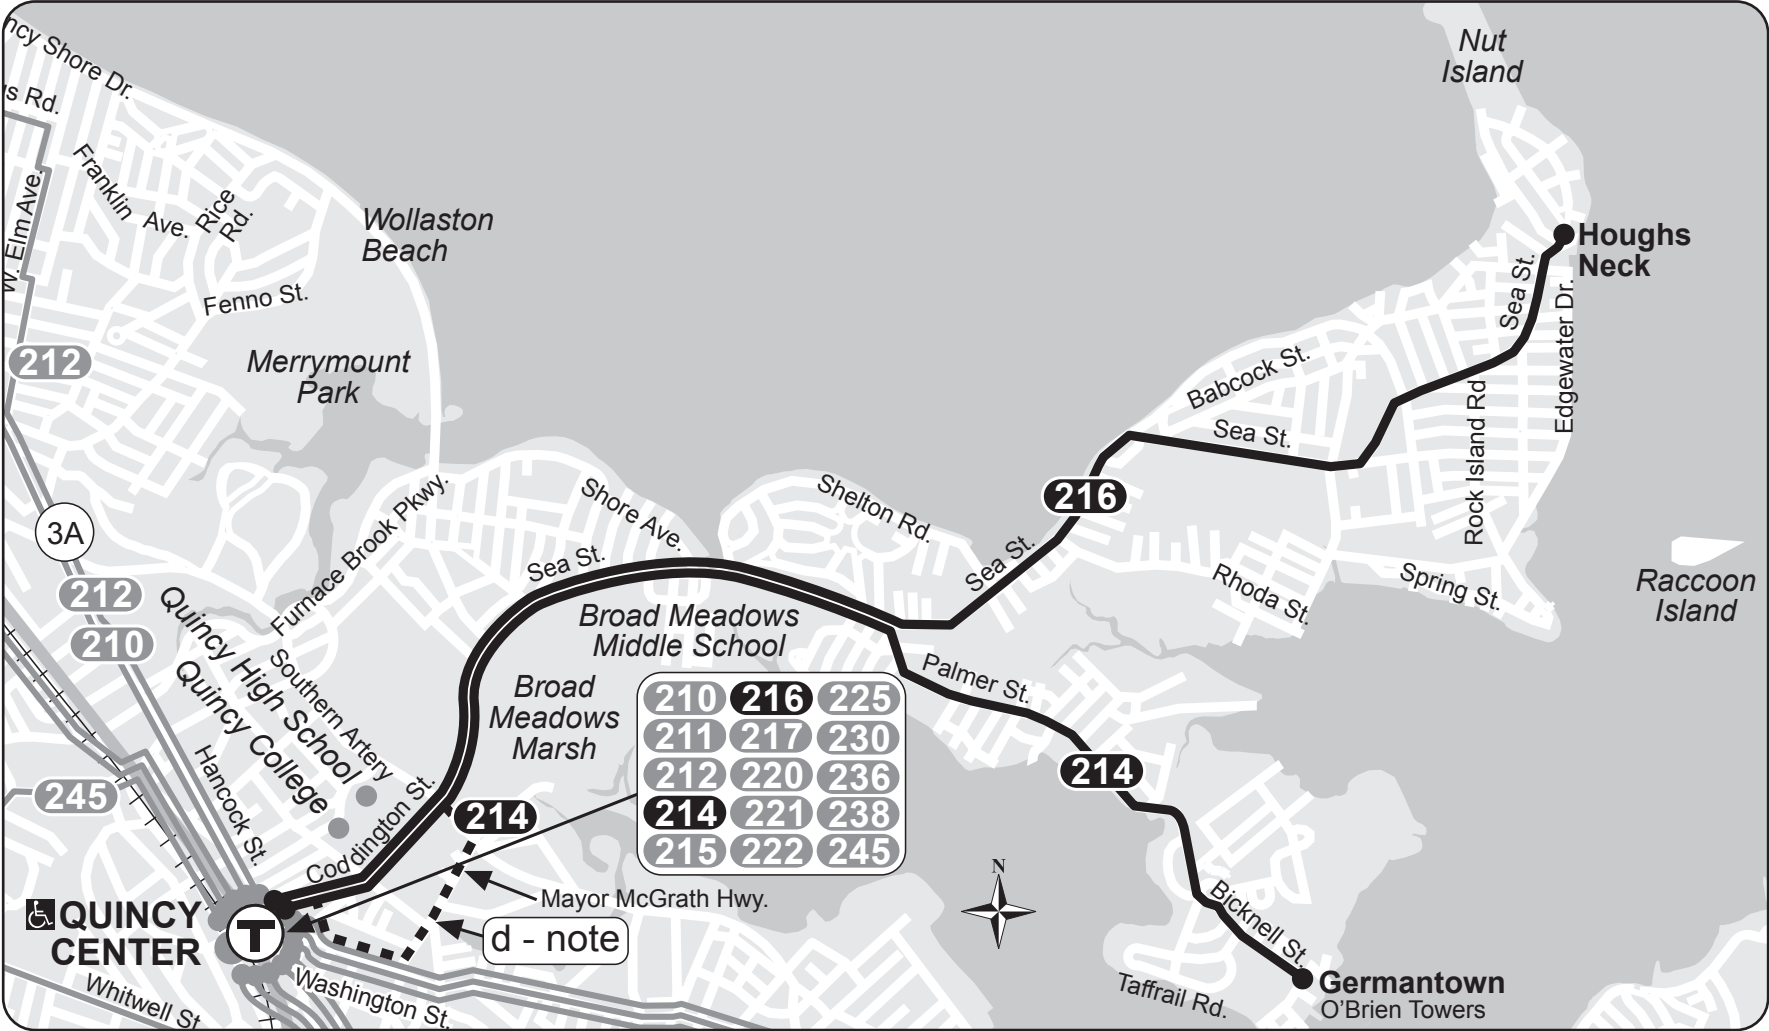 ncy Shore Dr.
s Rd.
W. Elm Ave.
Franklin
Ave.
Rice
Rd.
Fenno St.
Wollaston
Beach
Merrymount
Park
212
3A
212
210
Furnace Brook Pkwy.
Quincy High School
Quincy College
Southern Artery
Hancock St.
245
Coddington St.
QUINCY
CENTER
T
Whitwell St
Washington St.
Sea St.
Shore Ave.
Shelton Rd.
Broad Meadows
Middle School
Broad
Meadows
Marsh
214
210 216 225
211 217 230
212 220 236
214 221 238
215 222 245
Mayor McGrath Hwy.
d - note
N
Nut
Island
Houghs
Neck
Sea St.
Edgewater Dr.
Babcock St.
Sea St.
Rock Island Rd
216
Sea St.
Rhoda St.
Spring St.
Raccoon
Island
Palmer St.
214
Bicknell St.
Taffrail Rd.
Germantown
O'Brien Towers